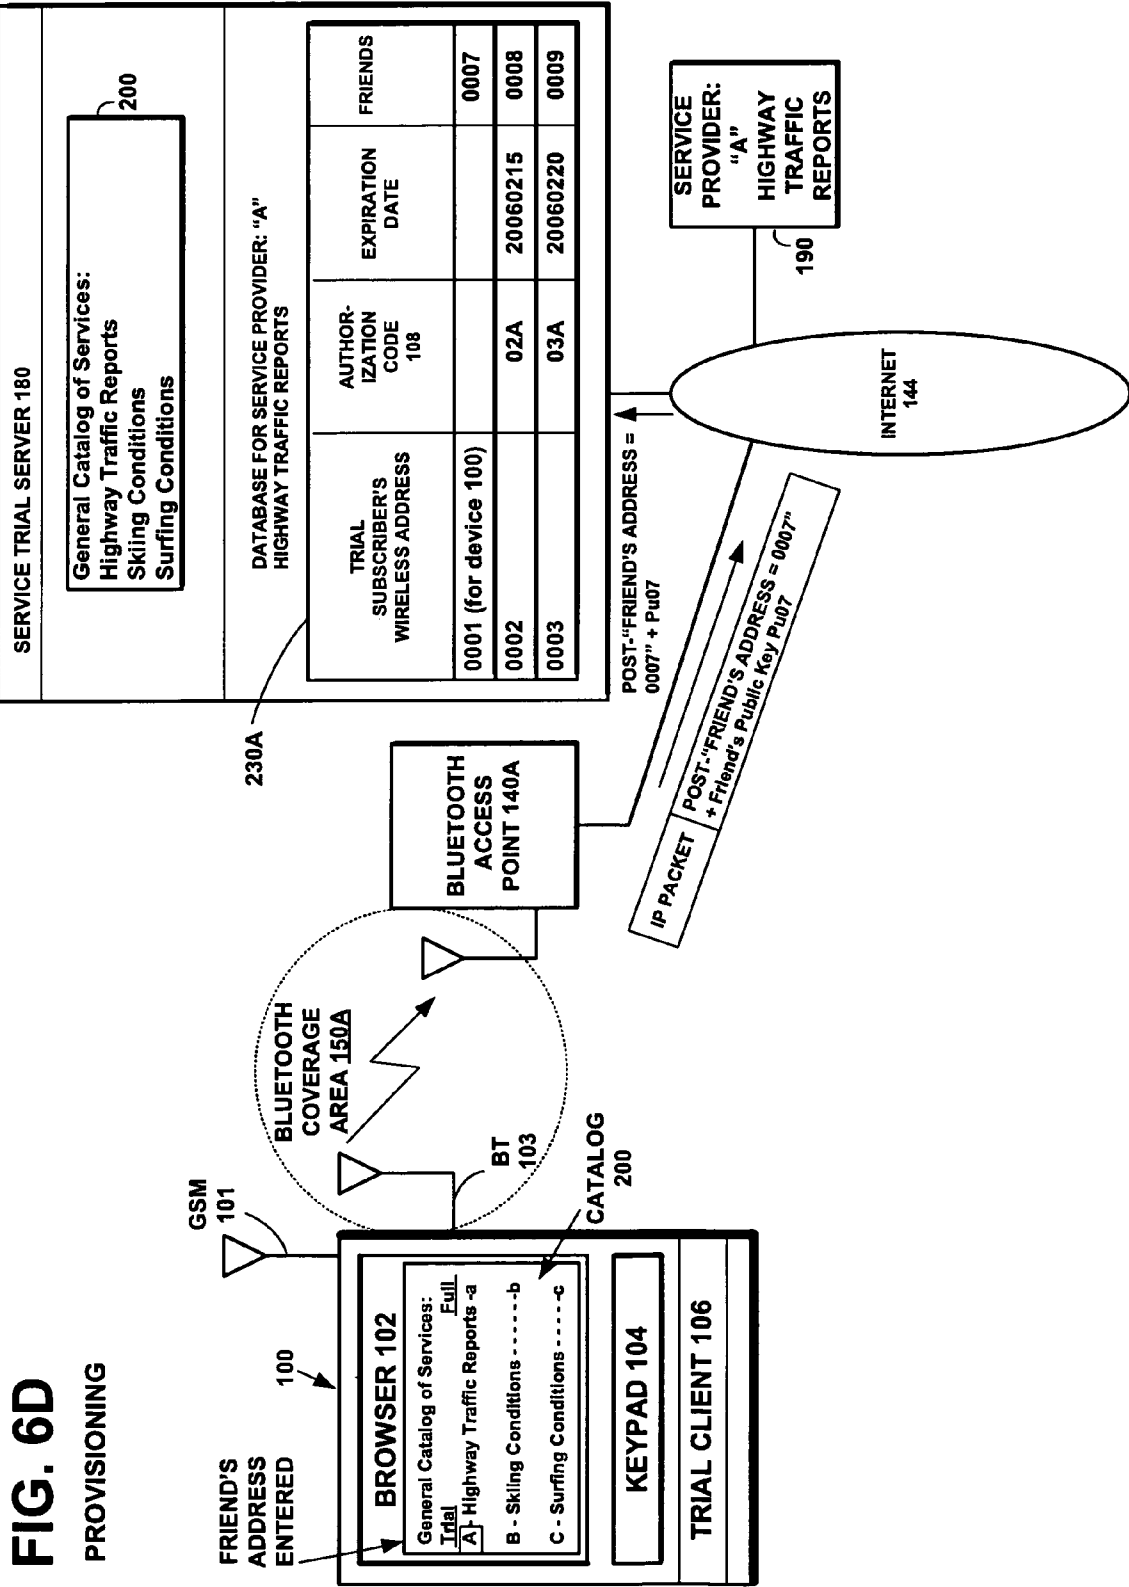 FIG. 6D
PROVISIONING
FRIEND'S
ADDRESS
ENTERED
100
GSM
101
BROWSER 102
General Catalog of Services:
Trial Full
A - Highway Traffic Reports -a
B - Skiing Conditions - - - - - -b
C - Surfing Conditions - - - - -c
KEYPAD 104
TRIAL CLIENT 106
BT
103
CATALOG
200
BLUETOOTH
COVERAGE
AREA 150A
BLUETOOTH
ACCESS
POINT 140A
IP PACKET
POST-“FRIEND'S ADDRESS = 0007”
+ Friend's Public Key Pu07
SERVICE TRIAL SERVER 180
General Catalog of Services:
Highway Traffic Reports
Skiing Conditions
Surfing Conditions
200
DATABASE FOR SERVICE PROVIDER: “A”
HIGHWAY TRAFFIC REPORTS
230A
TRIAL
SUBSCRIBER'S
WIRELESS ADDRESS
AUTHOR-
IZATION
CODE
108
EXPIRATION
DATE
FRIENDS
0001 (for device 100) 0007
0002 02A 20060215 0008
0003 03A 20060220 0009
POST-“FRIEND'S ADDRESS =
0007” + Pu07
INTERNET
144
190
SERVICE
PROVIDER:
“A”
HIGHWAY
TRAFFIC
REPORTS